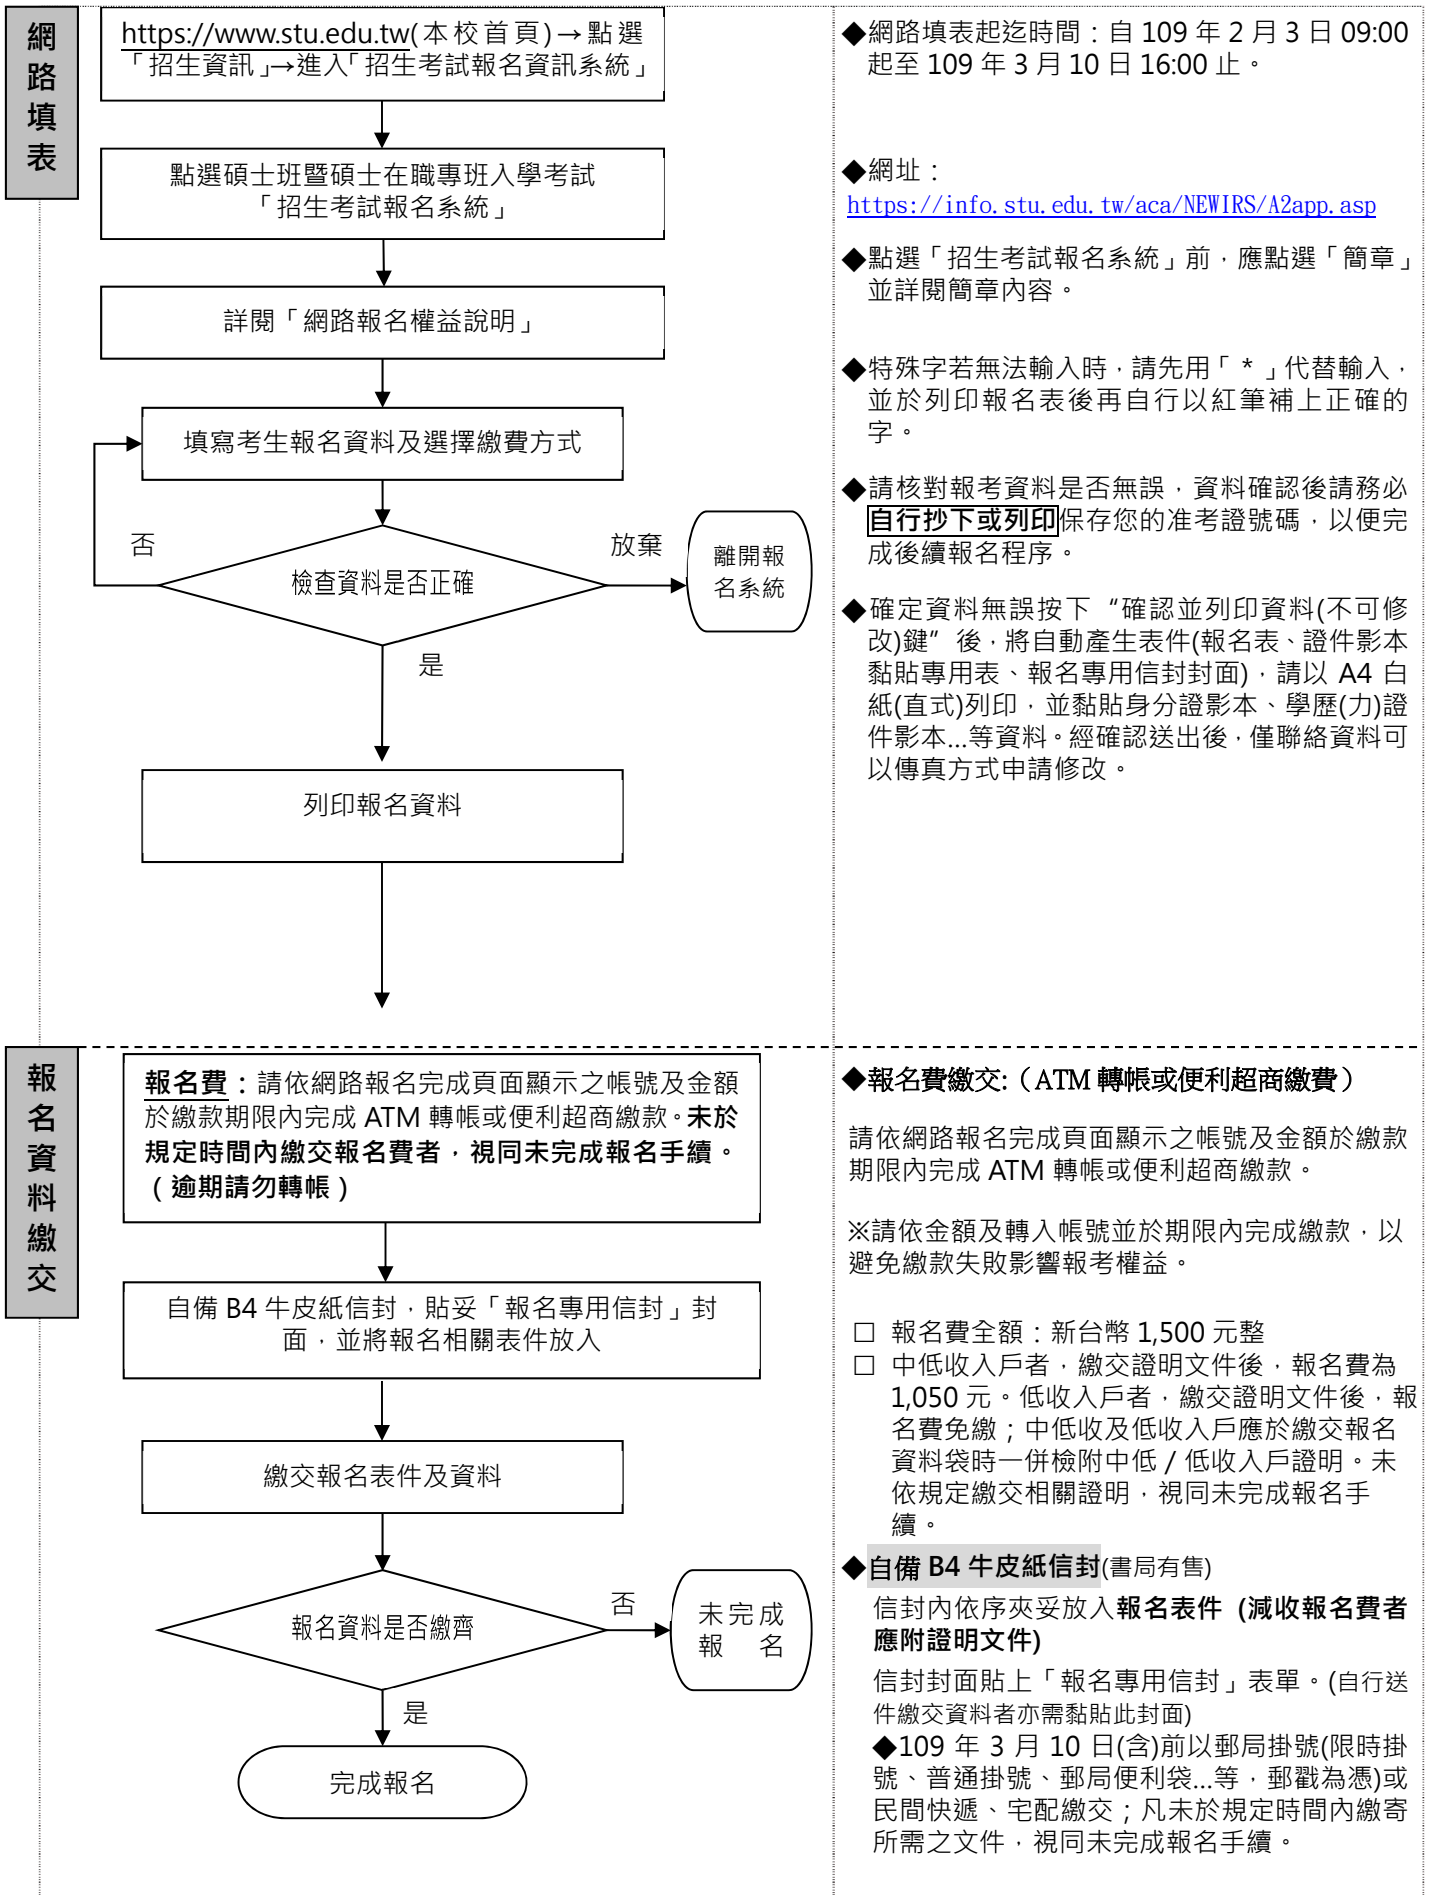 網路填表
https://www.stu.edu.tw(本校首頁)→點選
「招生資訊」→進入「招生考試報名資訊系統」
點選碩士班暨碩士在職專班入學考試
「招生考試報名系統」
詳閱「網路報名權益說明」
填寫考生報名資料及選擇繳費方式
否
檢查資料是否正確
放棄
離開報
名系統
是
列印報名資料
◆網路填表起迄時間：自 109 年 2 月 3 日 09:00
起至 109 年 3 月 10 日 16:00 止。
◆網址：
https://info.stu.edu.tw/aca/NEWIRS/A2app.asp
◆點選「招生考試報名系統」前，應點選「簡章」
並詳閱簡章內容。
◆特殊字若無法輸入時，請先用「 * 」代替輸入，
並於列印報名表後再自行以紅筆補上正確的
字。
◆請核對報考資料是否無誤，資料確認後請務必
自行抄下或列印保存您的准考證號碼，以便完
成後續報名程序。
◆確定資料無誤按下“確認並列印資料(不可修
改)鍵”後，將自動產生表件(報名表、證件影本
黏貼專用表、報名專用信封封面)，請以 A4 白
紙(直式)列印，並黏貼身分證影本、學歷(力)證
件影本…等資料。經確認送出後，僅聯絡資料可
以傳真方式申請修改。
報名資料繳交
報名費：請依網路報名完成頁面顯示之帳號及金額
於繳款期限內完成 ATM 轉帳或便利超商繳款。未於
規定時間內繳交報名費者，視同未完成報名手續。
（逾期請勿轉帳）
自備 B4 牛皮紙信封，貼妥「報名專用信封」封
面，並將報名相關表件放入
繳交報名表件及資料
報名資料是否繳齊
否
未完成
報 名
是
完成報名
◆報名費繳交:（ATM 轉帳或便利超商繳費）
請依網路報名完成頁面顯示之帳號及金額於繳款
期限內完成 ATM 轉帳或便利超商繳款。
※請依金額及轉入帳號並於期限內完成繳款，以
避免繳款失敗影響報考權益。
□ 報名費全額：新台幣 1,500 元整
□ 中低收入戶者，繳交證明文件後，報名費為
1,050 元。低收入戶者，繳交證明文件後，報
名費免繳；中低收及低收入戶應於繳交報名
資料袋時一併檢附中低 / 低收入戶證明。未
依規定繳交相關證明，視同未完成報名手
續。
◆自備 B4 牛皮紙信封(書局有售)
信封內依序夾妥放入報名表件 (減收報名費者
應附證明文件)
信封封面貼上「報名專用信封」表單。(自行送
件繳交資料者亦需黏貼此封面)
◆109 年 3 月 10 日(含)前以郵局掛號(限時掛
號、普通掛號、郵局便利袋…等，郵戳為憑)或
民間快遞、宅配繳交；凡未於規定時間內繳寄
所需之文件，視同未完成報名手續。